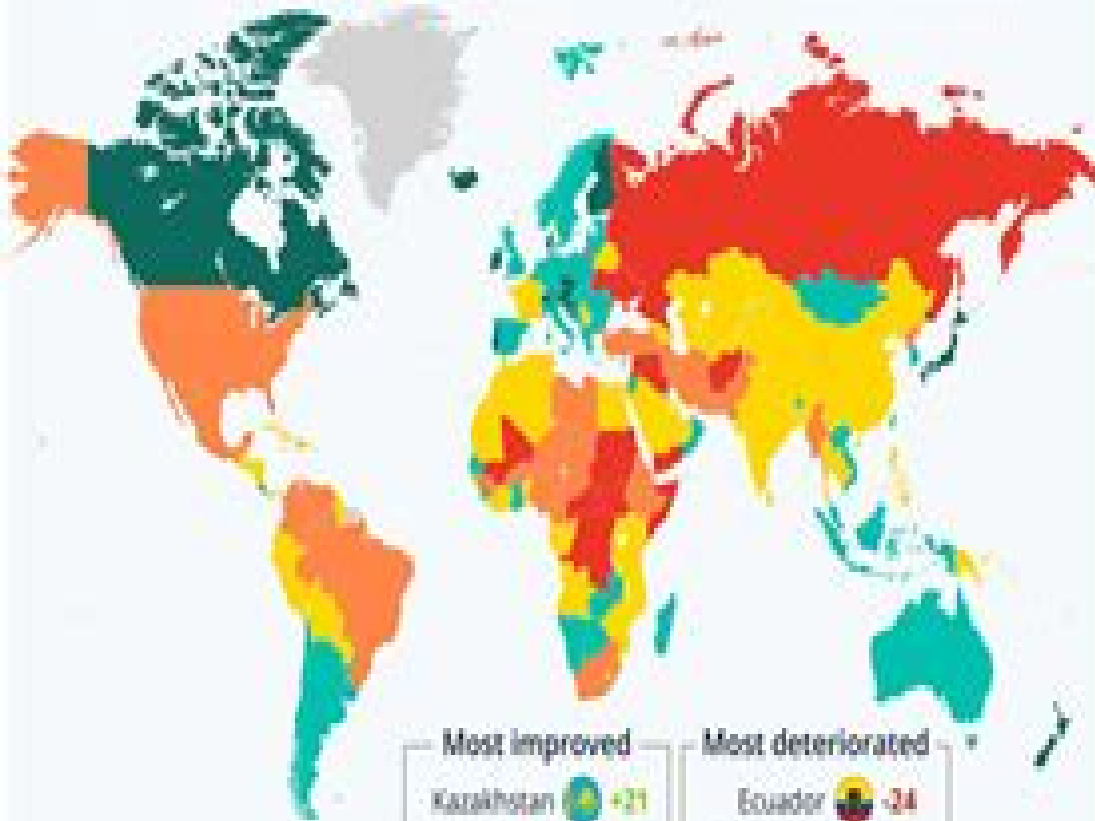 Most improved
Kazakhstan +21
Most deteriorated
Ecuador -24